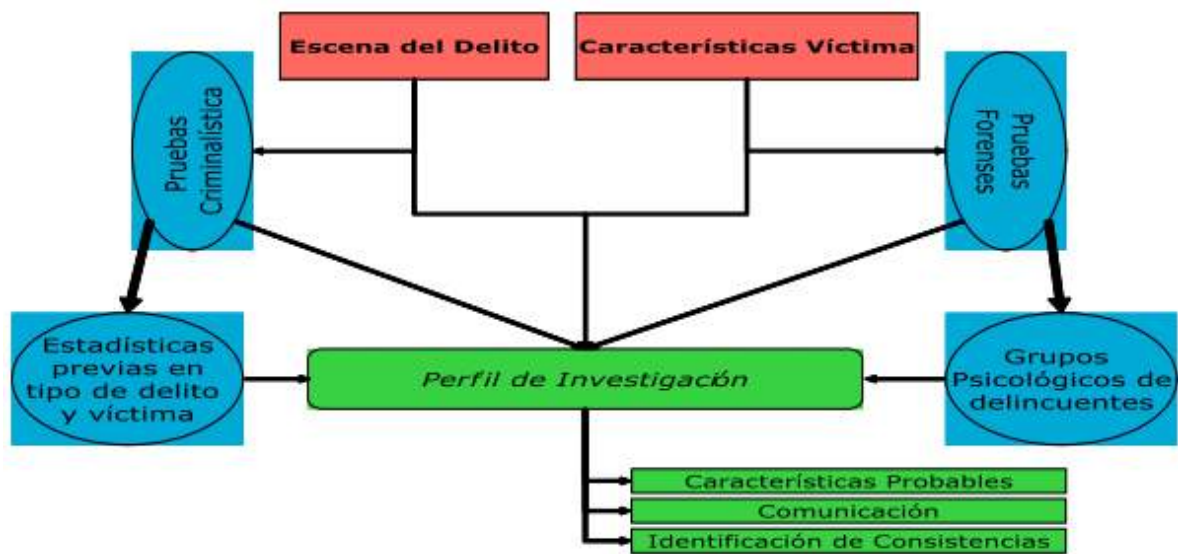 Escena del Delito
Características Víctima
Pruebas
Criminalística
Pruebas
Forenses
Estadísticas
previas en
tipo de delito
y víctima
Perfil de Investigación
Grupos
Psicológicos de
delincuentes
Características Probables
Comunicación
Identificación de Consistencias